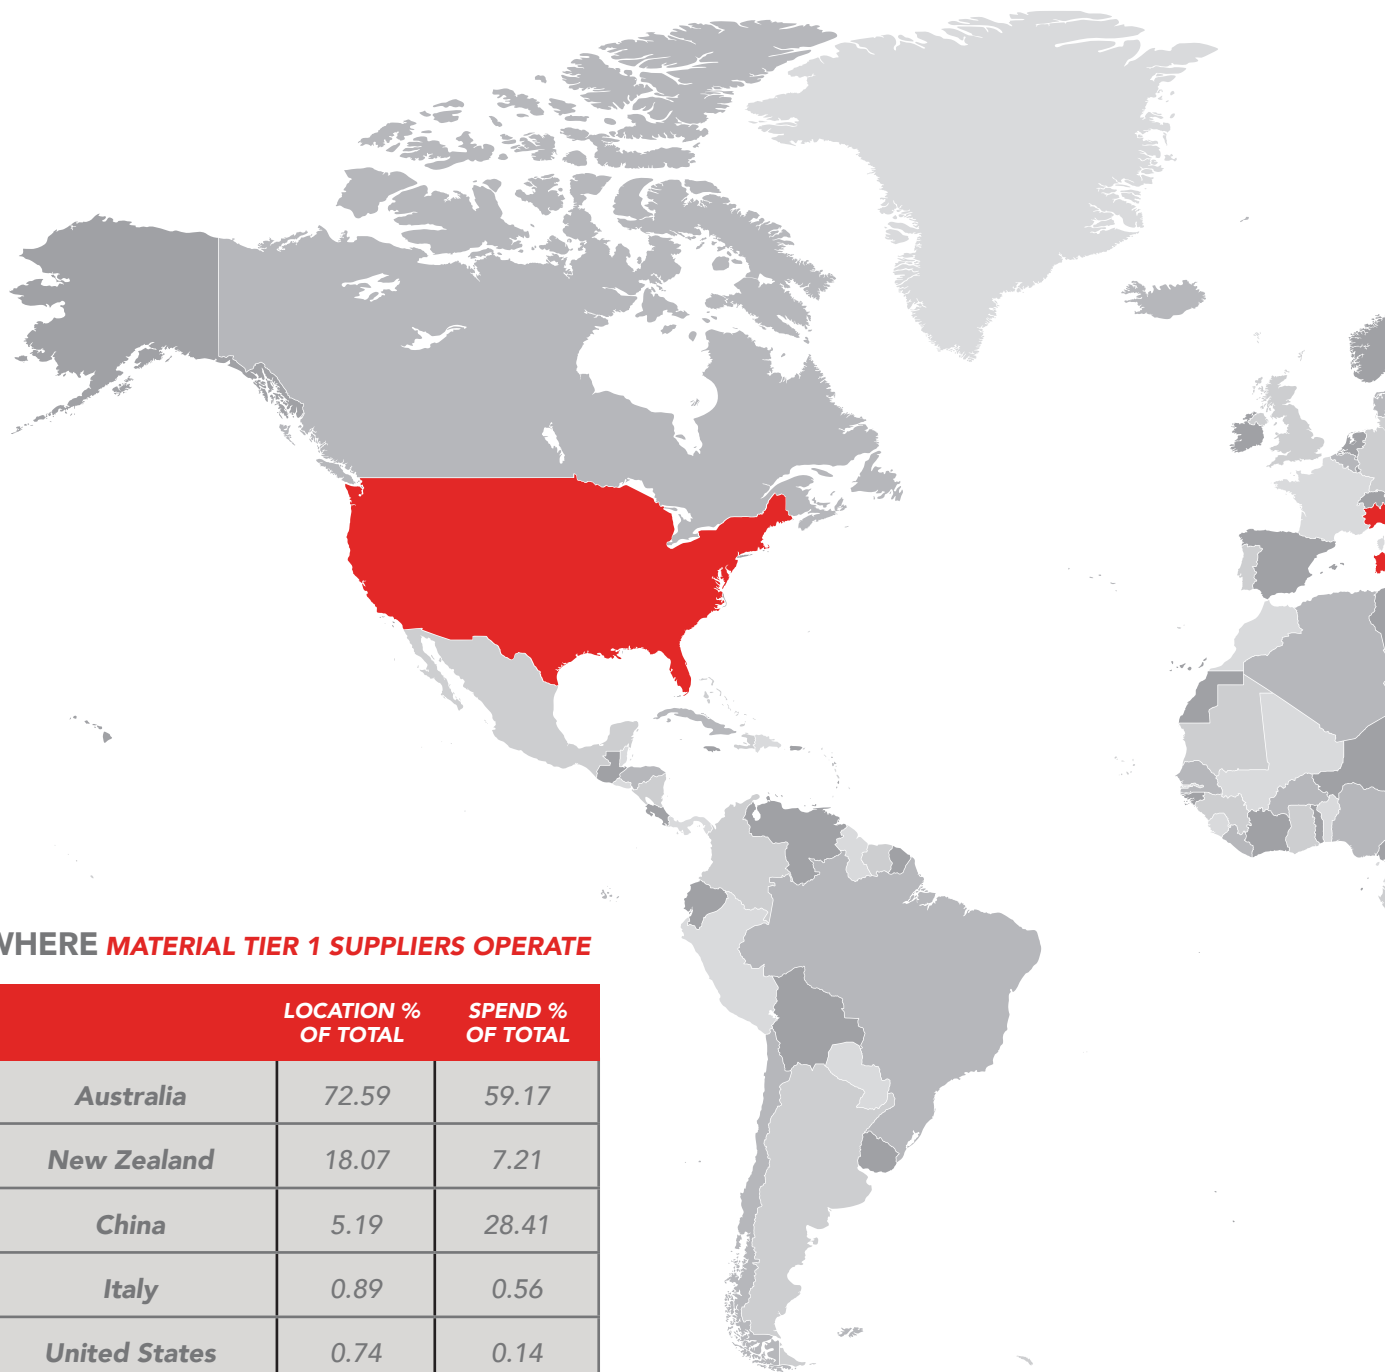 WHERE MATERIAL TIER 1 SUPPLIERS OPERATE
LOCATION % OF TOTAL SPEND % OF TOTAL
Australia 72.59 59.17
New Zealand 18.07 7.21
China 5.19 28.41
Italy 0.89 0.56
United States 0.74 0.14